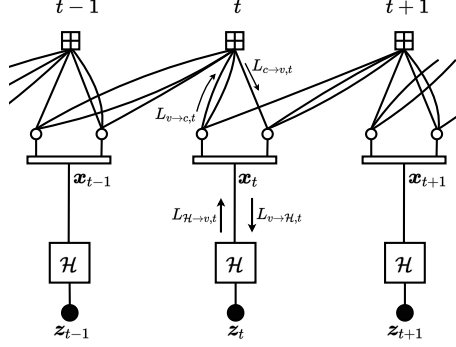 t − 1 t t + 1
L_{c→v,t}
L_{v→c,t}
x_{t−1} x_t x_{t+1}
L_{ℋ→v,t} L_{v→ℋ,t}
ℋ ℋ ℋ
z_{t−1} z_t z_{t+1}